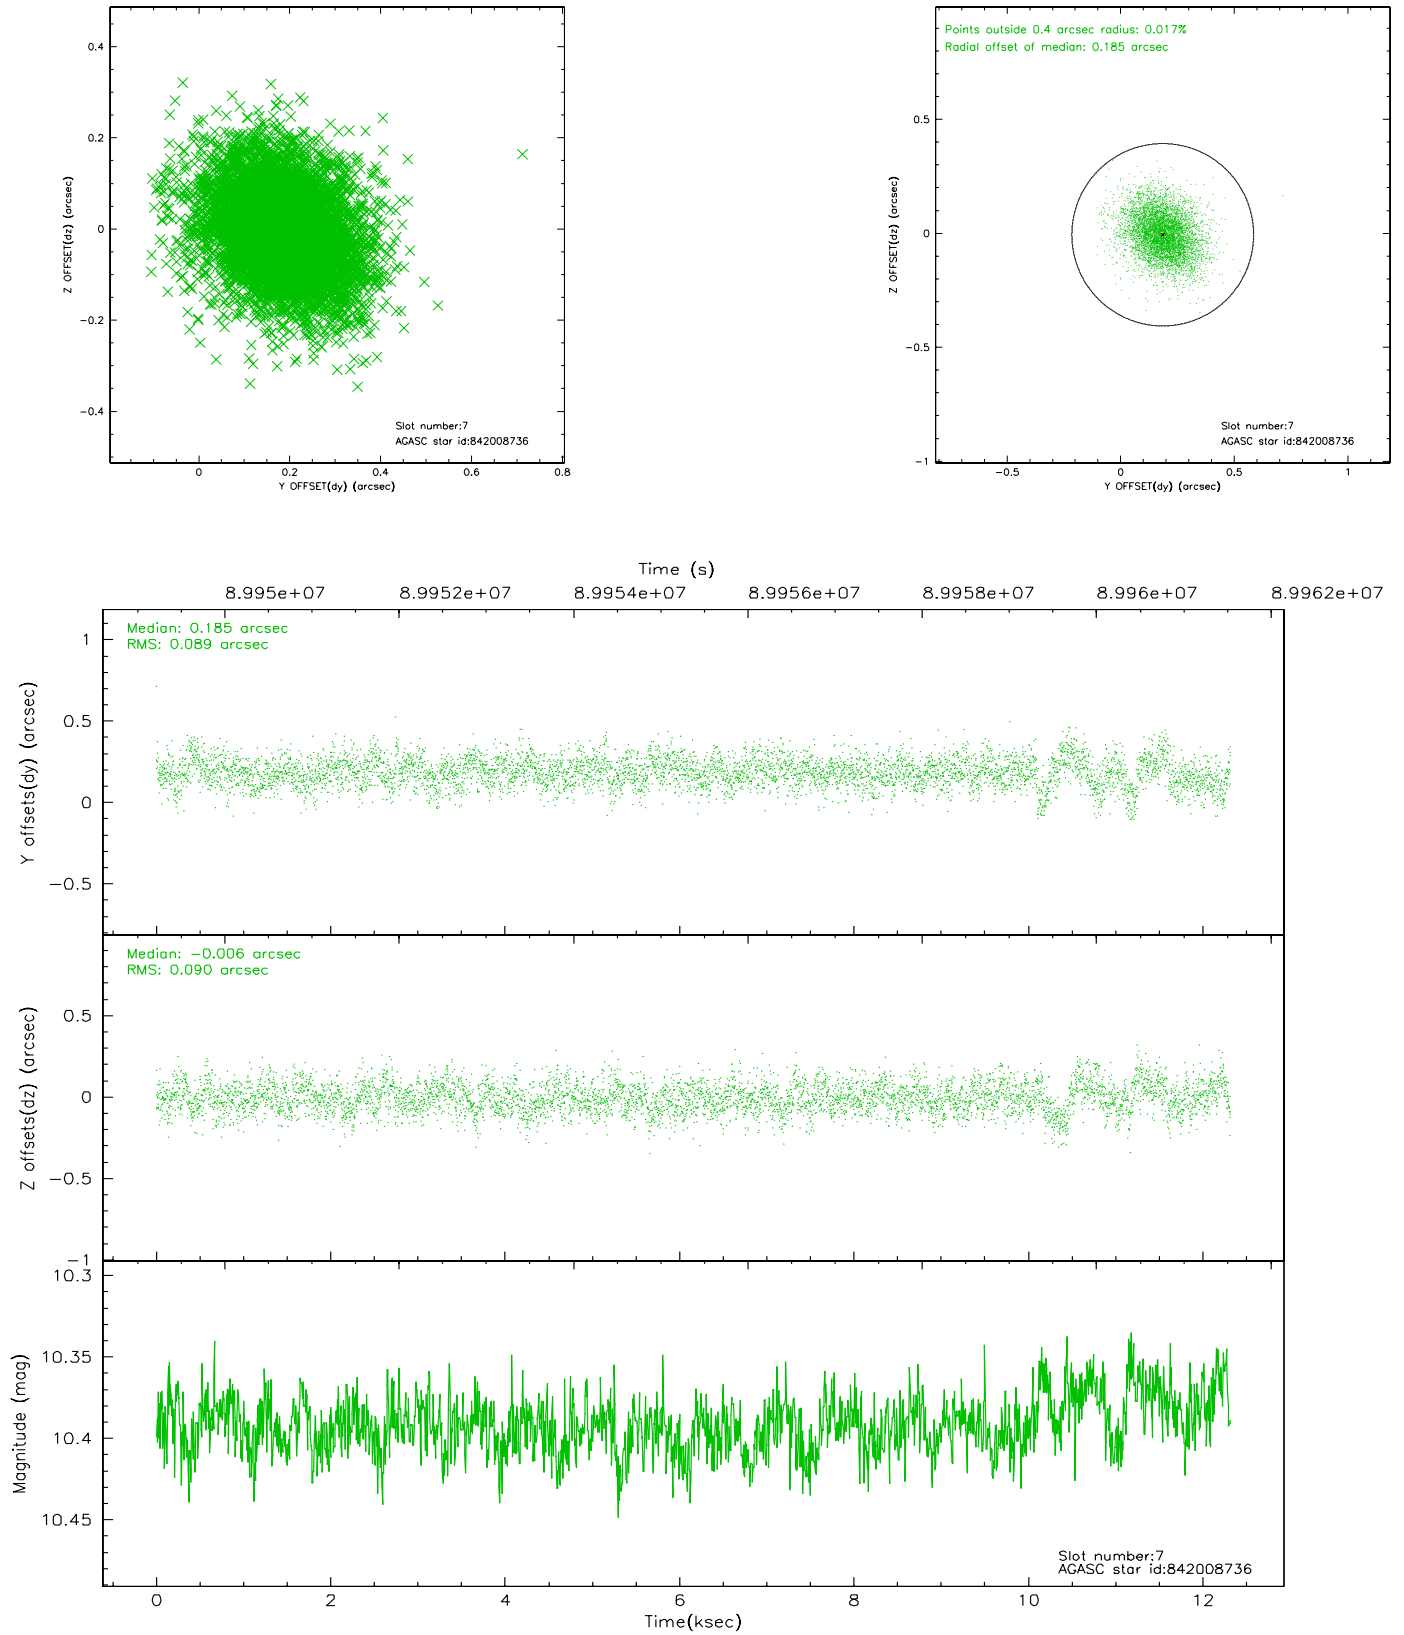 0.4
0.2
0
−0.2
−0.4
Z OFFSET(dz) (arcsec)
Slot number:7
AGASC star id:842008736
0
0.2
0.4
0.6
0.8
Y OFFSET(dy) (arcsec)
Points outside 0.4 arcsec radius: 0.017%
Radial offset of median: 0.185 arcsec
0.5
0
−0.5
−1
Z OFFSET(dz) (arcsec)
Slot number:7
AGASC star id:842008736
−0.5
0
0.5
1
Y OFFSET(dy) (arcsec)
Time (s)
8.995e+07
8.9952e+07
8.9954e+07
8.9956e+07
8.9958e+07
8.996e+07
8.9962e+07
Median: 0.185 arcsec
RMS: 0.089 arcsec
1
0.5
0
−0.5
Y offsets(dy) (arcsec)
Median: −0.006 arcsec
RMS: 0.090 arcsec
0.5
0
−0.5
−1
Z offsets(dz) (arcsec)
10.3
10.35
10.4
10.45
Magnitude (mag)
Slot number:7
AGASC star id:842008736
0
2
4
6
8
10
12
Time(ksec)